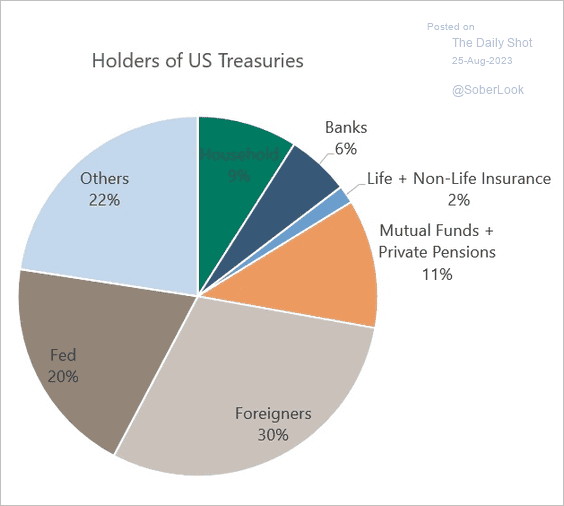 Posted on
The Daily Shot
25-Aug-2023
@SoberLook
Holders of US Treasuries
Household
9%
Banks
6%
Life + Non-Life Insurance
2%
Mutual Funds +
Private Pensions
11%
Foreigners
30%
Fed
20%
Others
22%